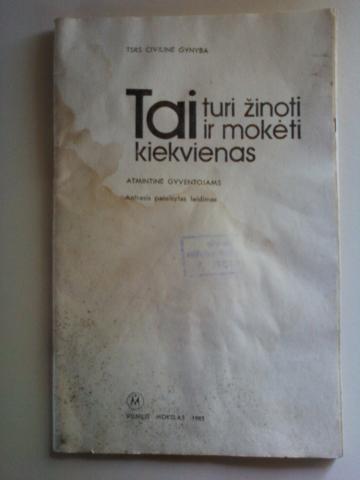 TSRS CIVILINĖ GYNYBA
Tai turi žinoti
ir mokėti
kiekvienas
ATMINTINĖ GYVENTOJAMS
Antrasis pataisytas leidimas
VILNIUS MOKSLAS 1985